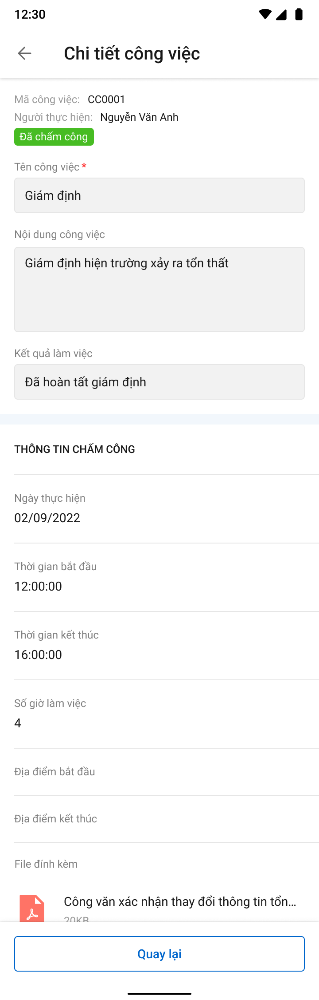 12:30
Chi tiết công việc
Mã công việc: CC0001
Người thực hiện: Nguyễn Văn Anh
Đã chấm công
Tên công việc *
Giám định
Nội dung công việc
Giám định hiện trường xảy ra tổn thất
Kết quả làm việc
Đã hoàn tất giám định
THÔNG TIN CHẤM CÔNG
Ngày thực hiện
02/09/2022
Thời gian bắt đầu
12:00:00
Thời gian kết thúc
16:00:00
Số giờ làm việc
4
Địa điểm bắt đầu
Địa điểm kết thúc
File đính kèm
Công văn xác nhận thay đổi thông tin tổn...
20KB
Quay lại